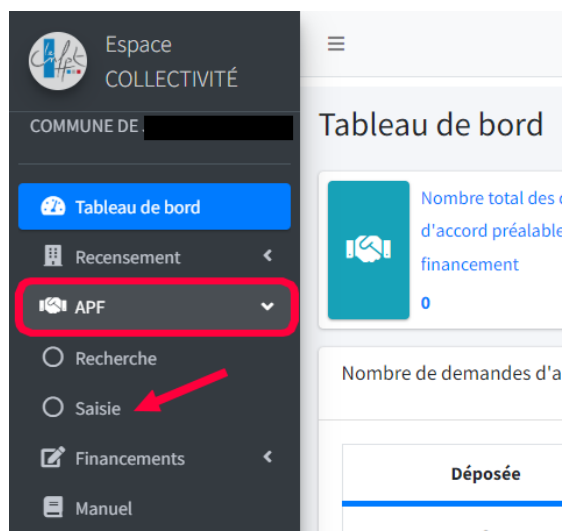 Espace
COLLECTIVITÉ
COMMUNE DE
Tableau de bord
Recensement
APF
Recherche
Saisie
Financements
Manuel
Tableau de bord
Nombre total des
d'accord préalable
financement
0
Nombre de demandes d'a
Déposée